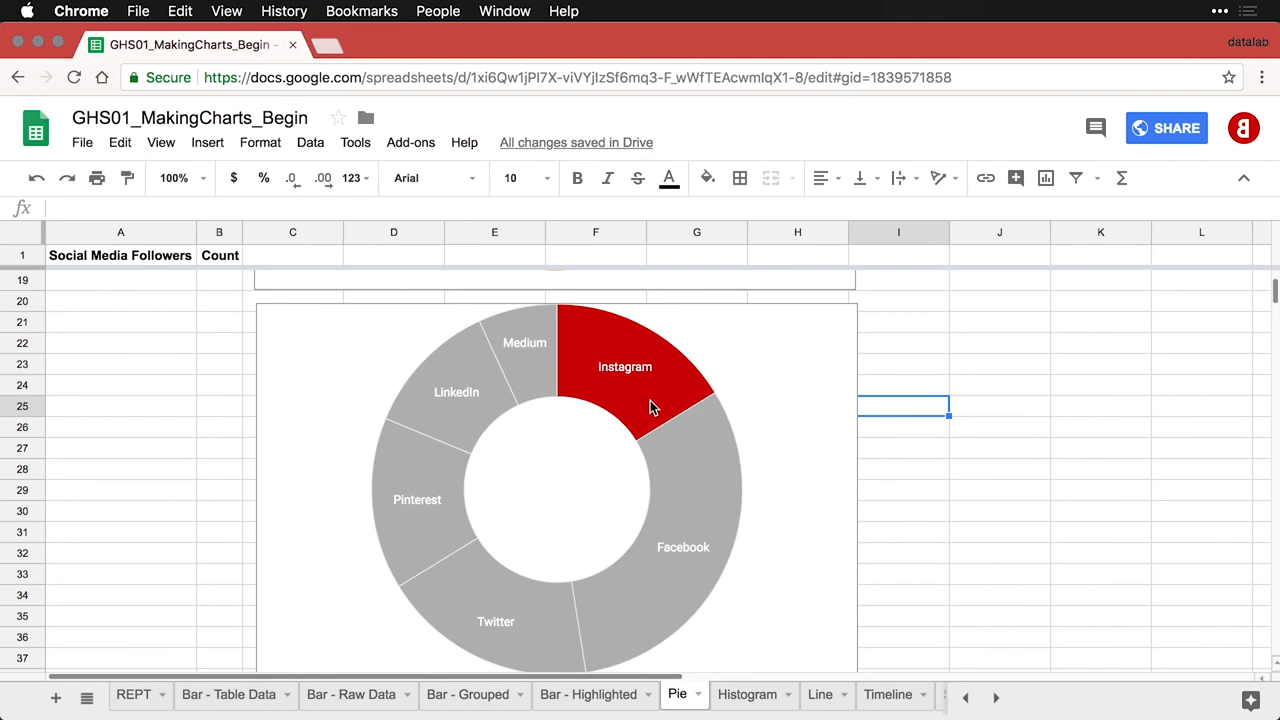 Chrome File Edit View History Bookmarks People Window Help
GHS01_MakingCharts_Begin -
datalab
Secure https://docs.google.com/spreadsheets/d/1xi6Qw1jPl7X-viVYjIzSf6mq3-F_wWfTEAcwmIqX1-8/edit#gid=1839571858
GHS01_MakingCharts_Begin
File Edit View Insert Format Data Tools Add-ons Help All changes saved in Drive
SHARE
100% $ % .0 .00 123 Arial 10 B I S A Σ
fx
A B C D E F G H I J K L
1 Social Media Followers Count
19
20
21
22
23
24
25
26
27
28
29
30
31
32
33
34
35
36
37
Medium
Instagram
LinkedIn
Pinterest
Facebook
Twitter
REPT Bar - Table Data Bar - Raw Data Bar - Grouped Bar - Highlighted Pie Histogram Line Timeline